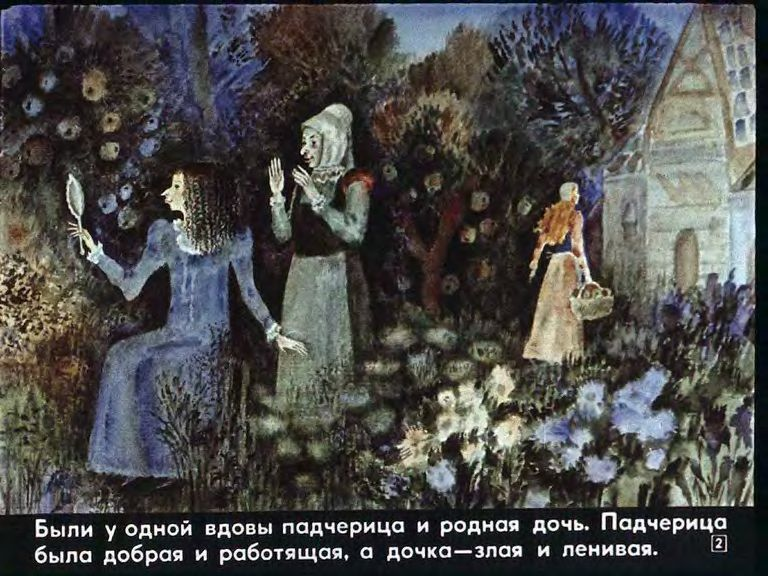 Были у одной вдовы падчерица и родная дочь. Падчерица
была добрая и работящая, а дочка—злая и ленивая.
2